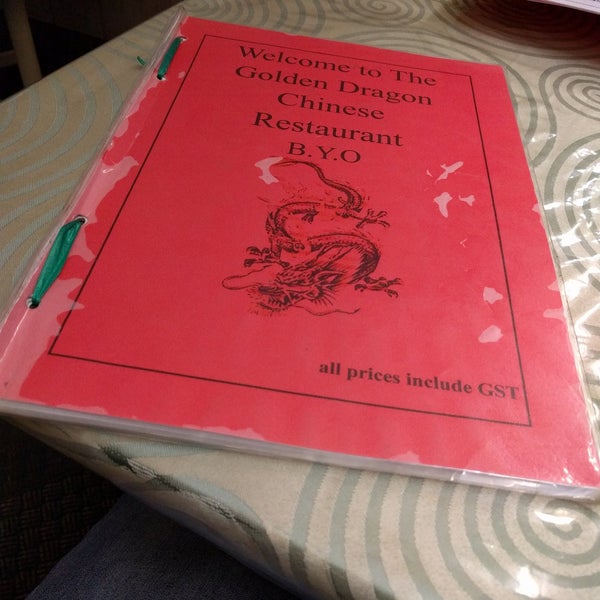 Welcome to The
Golden Dragon
Chinese
Restaurant
B.Y.O
all prices include GST